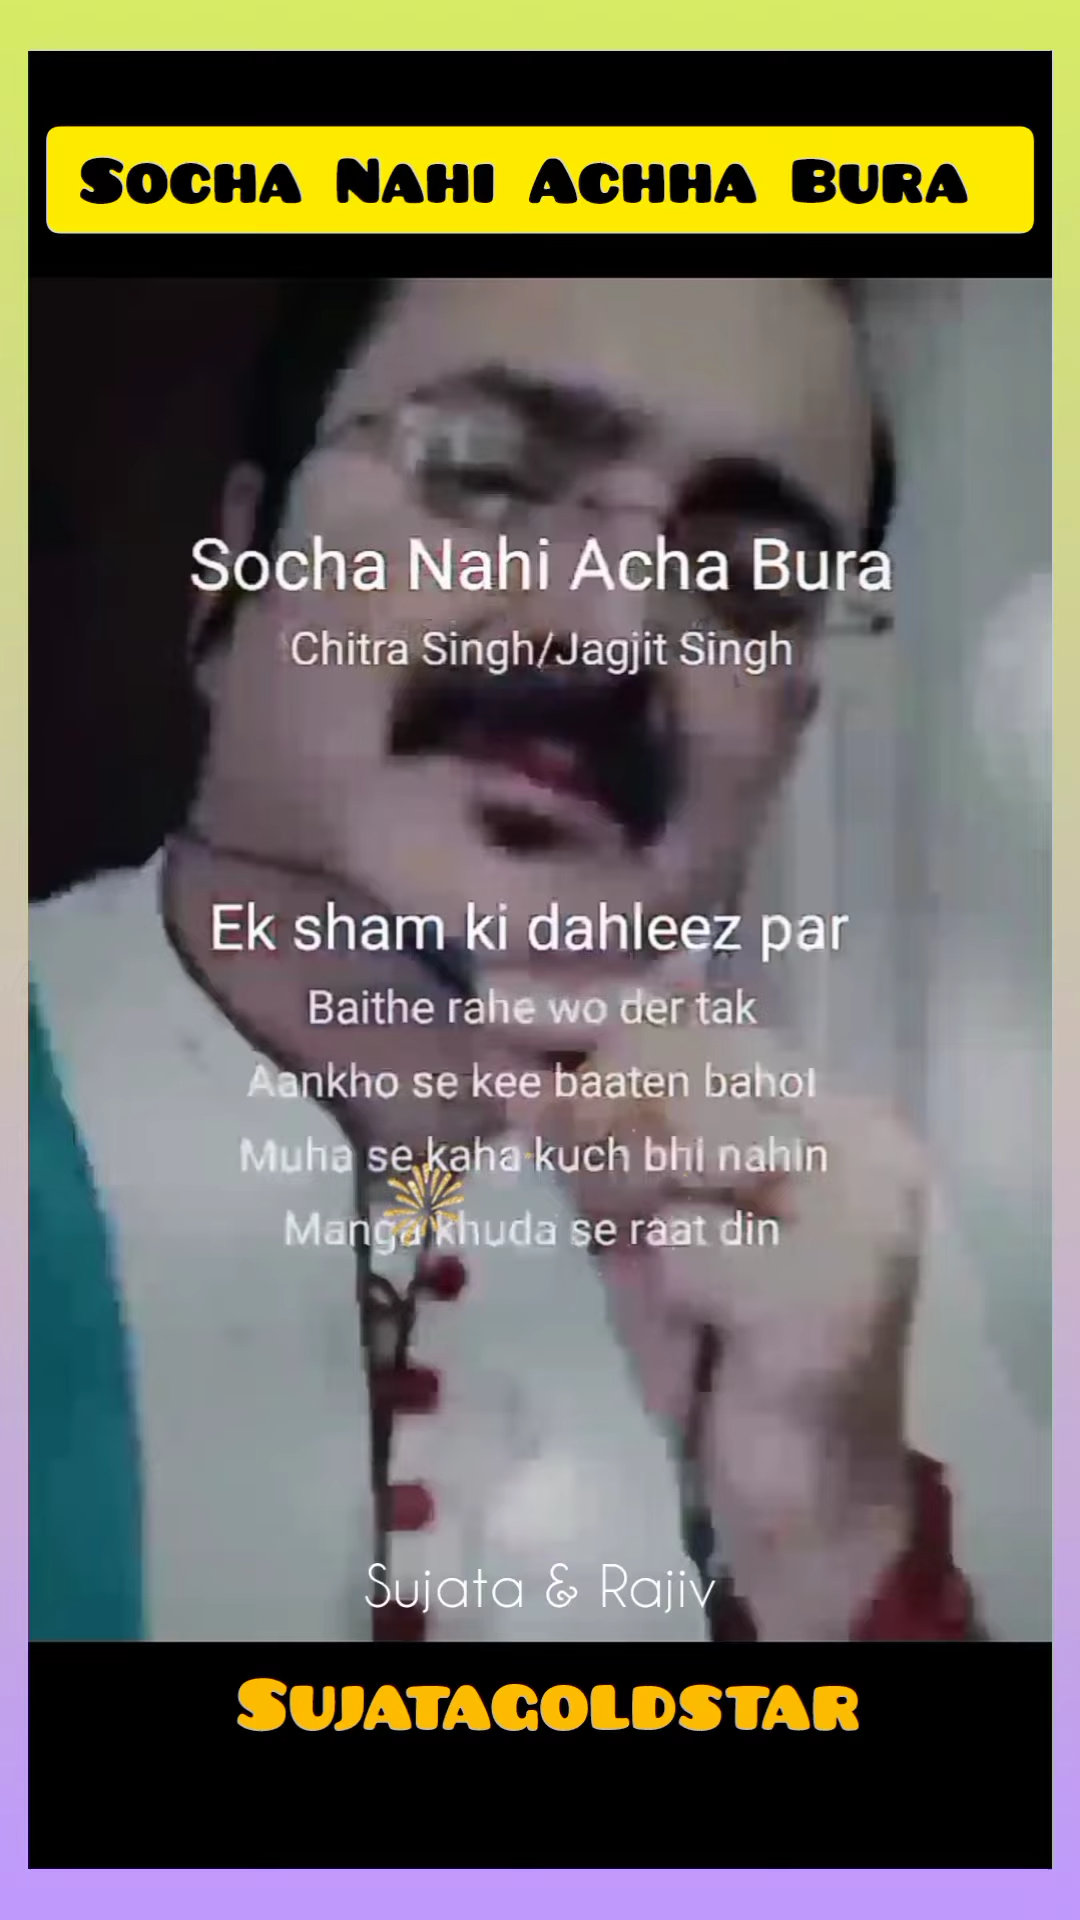 Socha Nahi Achha Bura
Socha Nahi Acha Bura
Chitra Singh/Jagjit Singh
Ek sham ki dahleez par
Baithe rahe wo der tak
Aankho se kee baaten bahot
Muha se kaha kuch bhi nahin
Manga khuda se raat din
Sujata & Rajiv
Sujatagoldstar